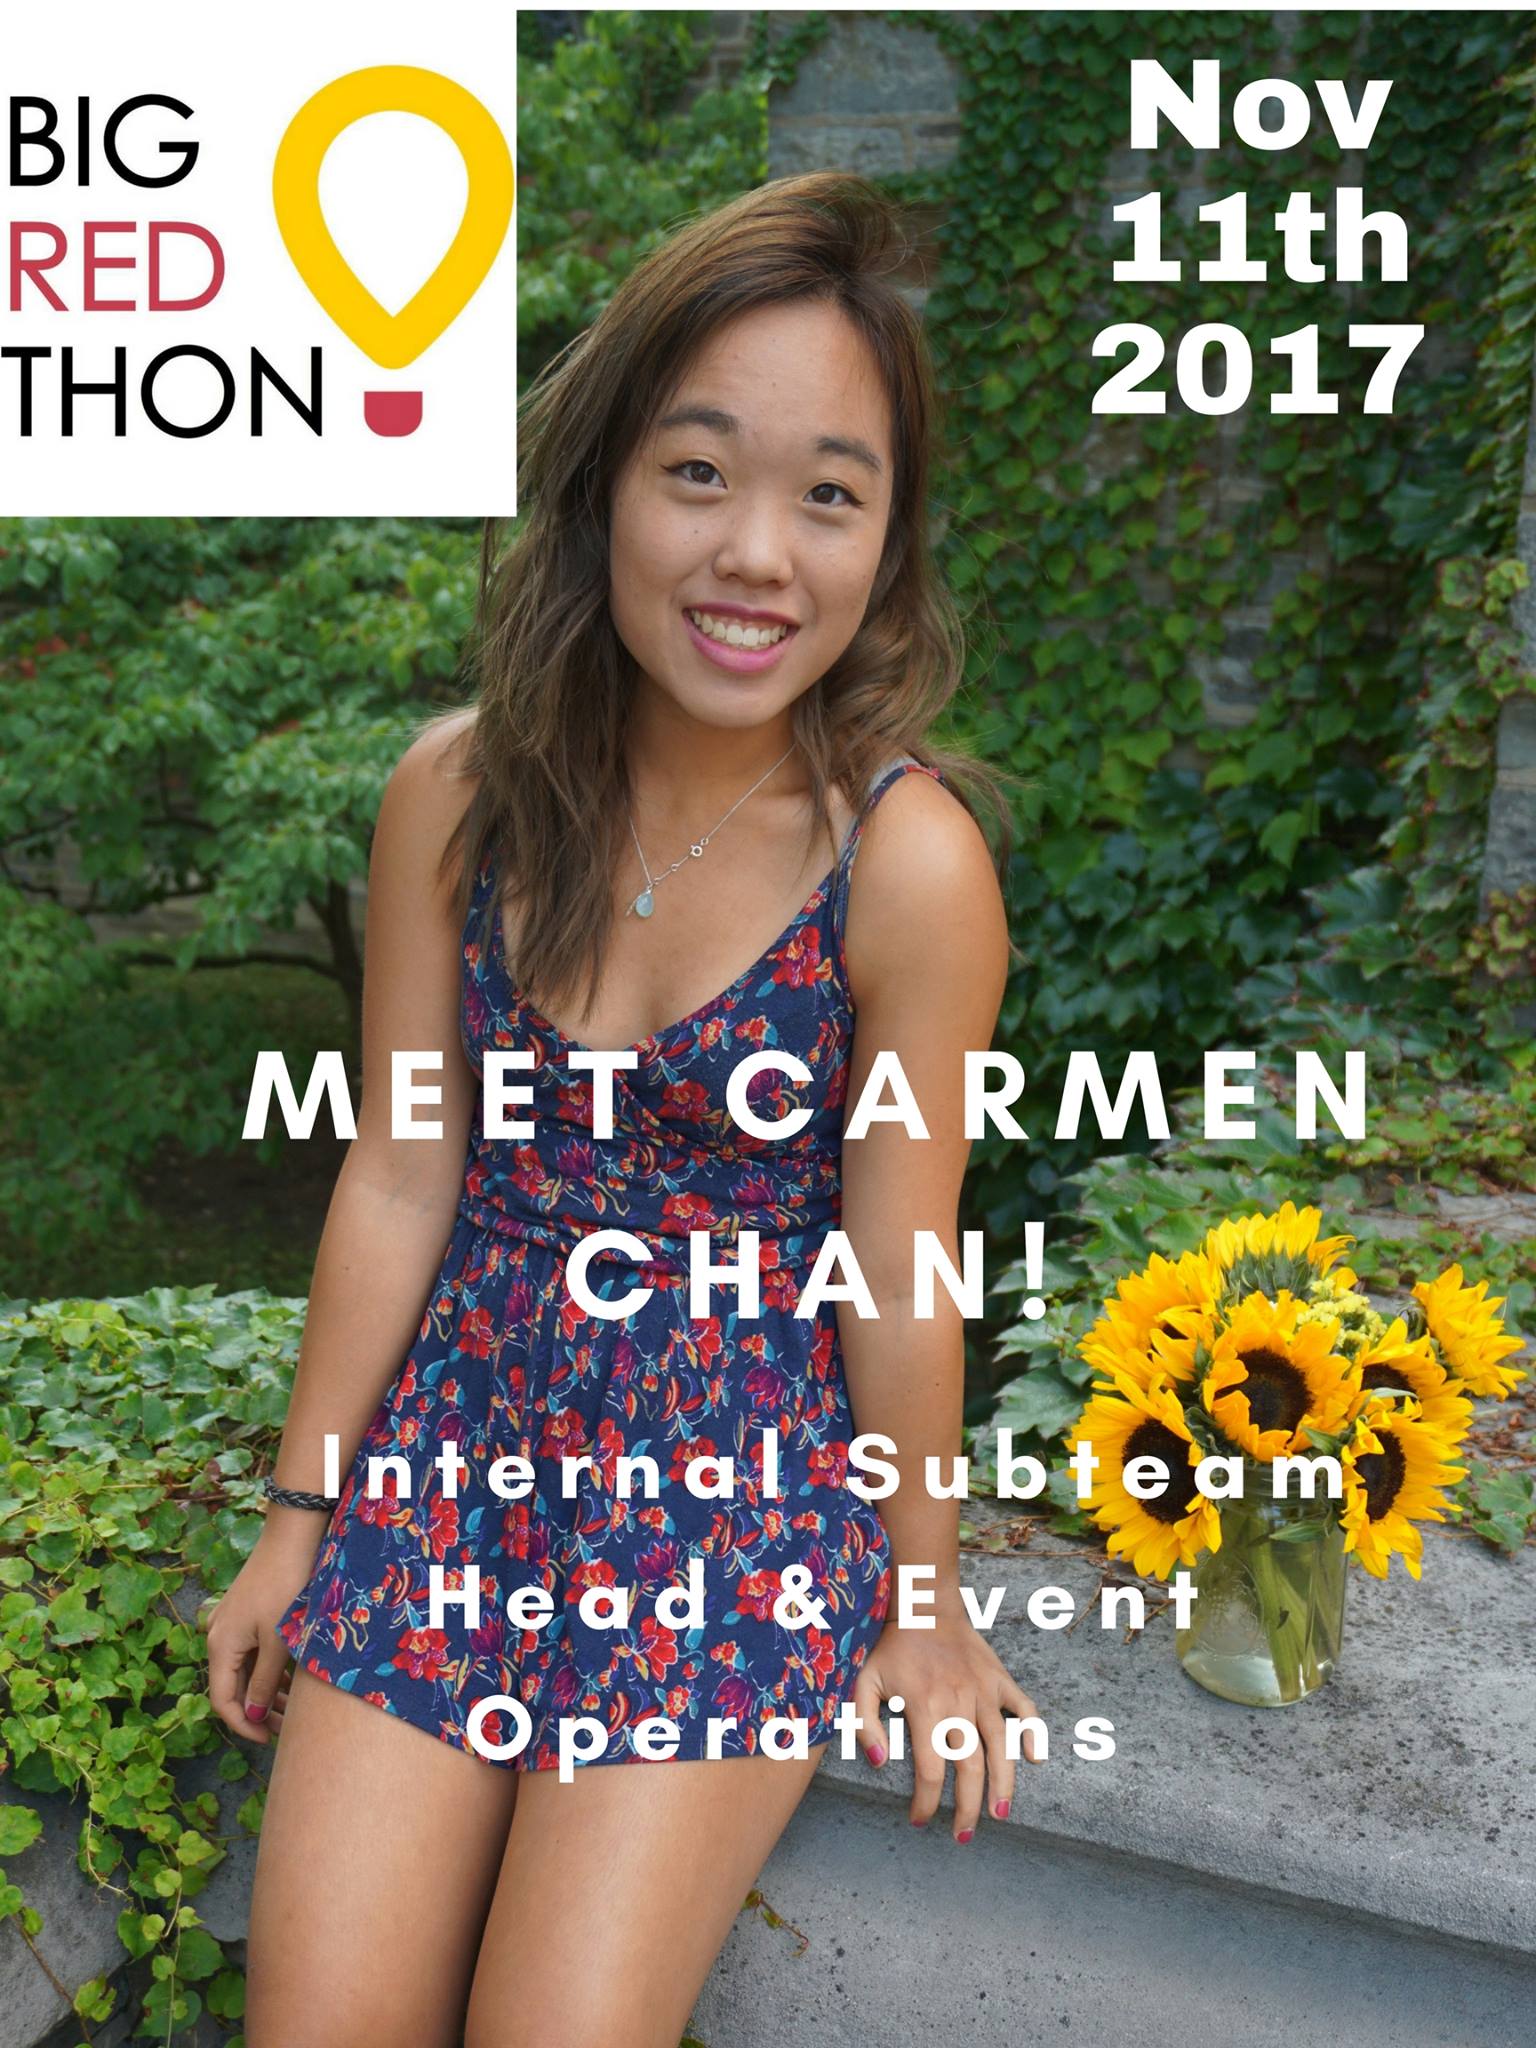 BIG
RED
THON
Nov
11th
2017
MEET CARMEN
CHAN!
Internal Subteam
Head & Event
Operations